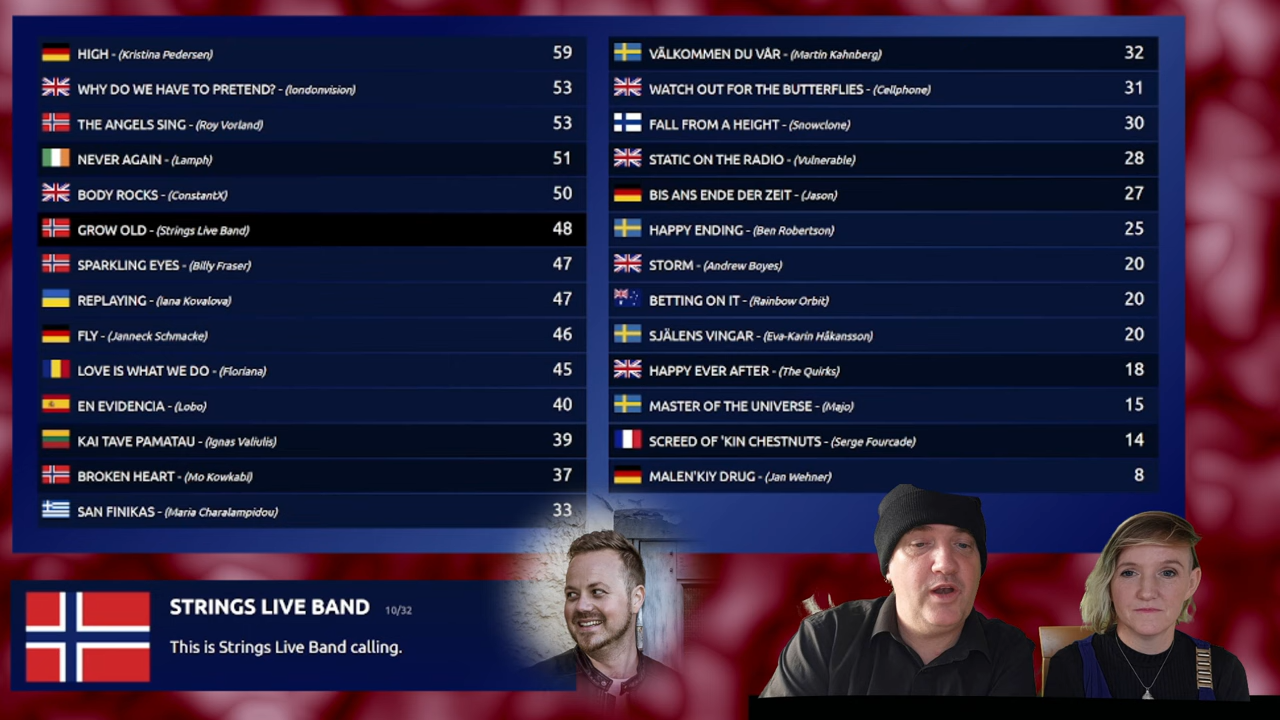 HIGH - (Kristina Pedersen) 59
WHY DO WE HAVE TO PRETEND? - (londonvision) 53
THE ANGELS SING - (Roy Vorland) 53
NEVER AGAIN - (Lamph) 51
BODY ROCKS - (ConstantX) 50
GROW OLD - (Strings Live Band) 48
SPARKLING EYES - (Billy Fraser) 47
REPLAYING - (Iana Kovalova) 47
FLY - (Janneck Schmacke) 46
LOVE IS WHAT WE DO - (Floriana) 45
EN EVIDENCIA - (Lobo) 40
KAI TAVE PAMATAU - (Ignas Valiulis) 39
BROKEN HEART - (Mo Kowkabi) 37
SAN FINIKAS - (Maria Charalampidou) 33
VÄLKOMMEN DU VÅR - (Martin Kahnberg) 32
WATCH OUT FOR THE BUTTERFLIES - (Cellphone) 31
FALL FROM A HEIGHT - (Snowclone) 30
STATIC ON THE RADIO - (Vulnerable) 28
BIS ANS ENDE DER ZEIT - (Jason) 27
HAPPY ENDING - (Ben Robertson) 25
STORM - (Andrew Boyes) 20
BETTING ON IT - (Rainbow Orbit) 20
SJÄLENS VINGAR - (Eva-Karin Håkansson) 20
HAPPY EVER AFTER - (The Quirks) 18
MASTER OF THE UNIVERSE - (Majo) 15
SCREED OF 'KIN CHESTNUTS - (Serge Fourcade) 14
MALEN'KIY DRUG - (Jan Wehner) 8
STRINGS LIVE BAND 10/32
This is Strings Live Band calling.